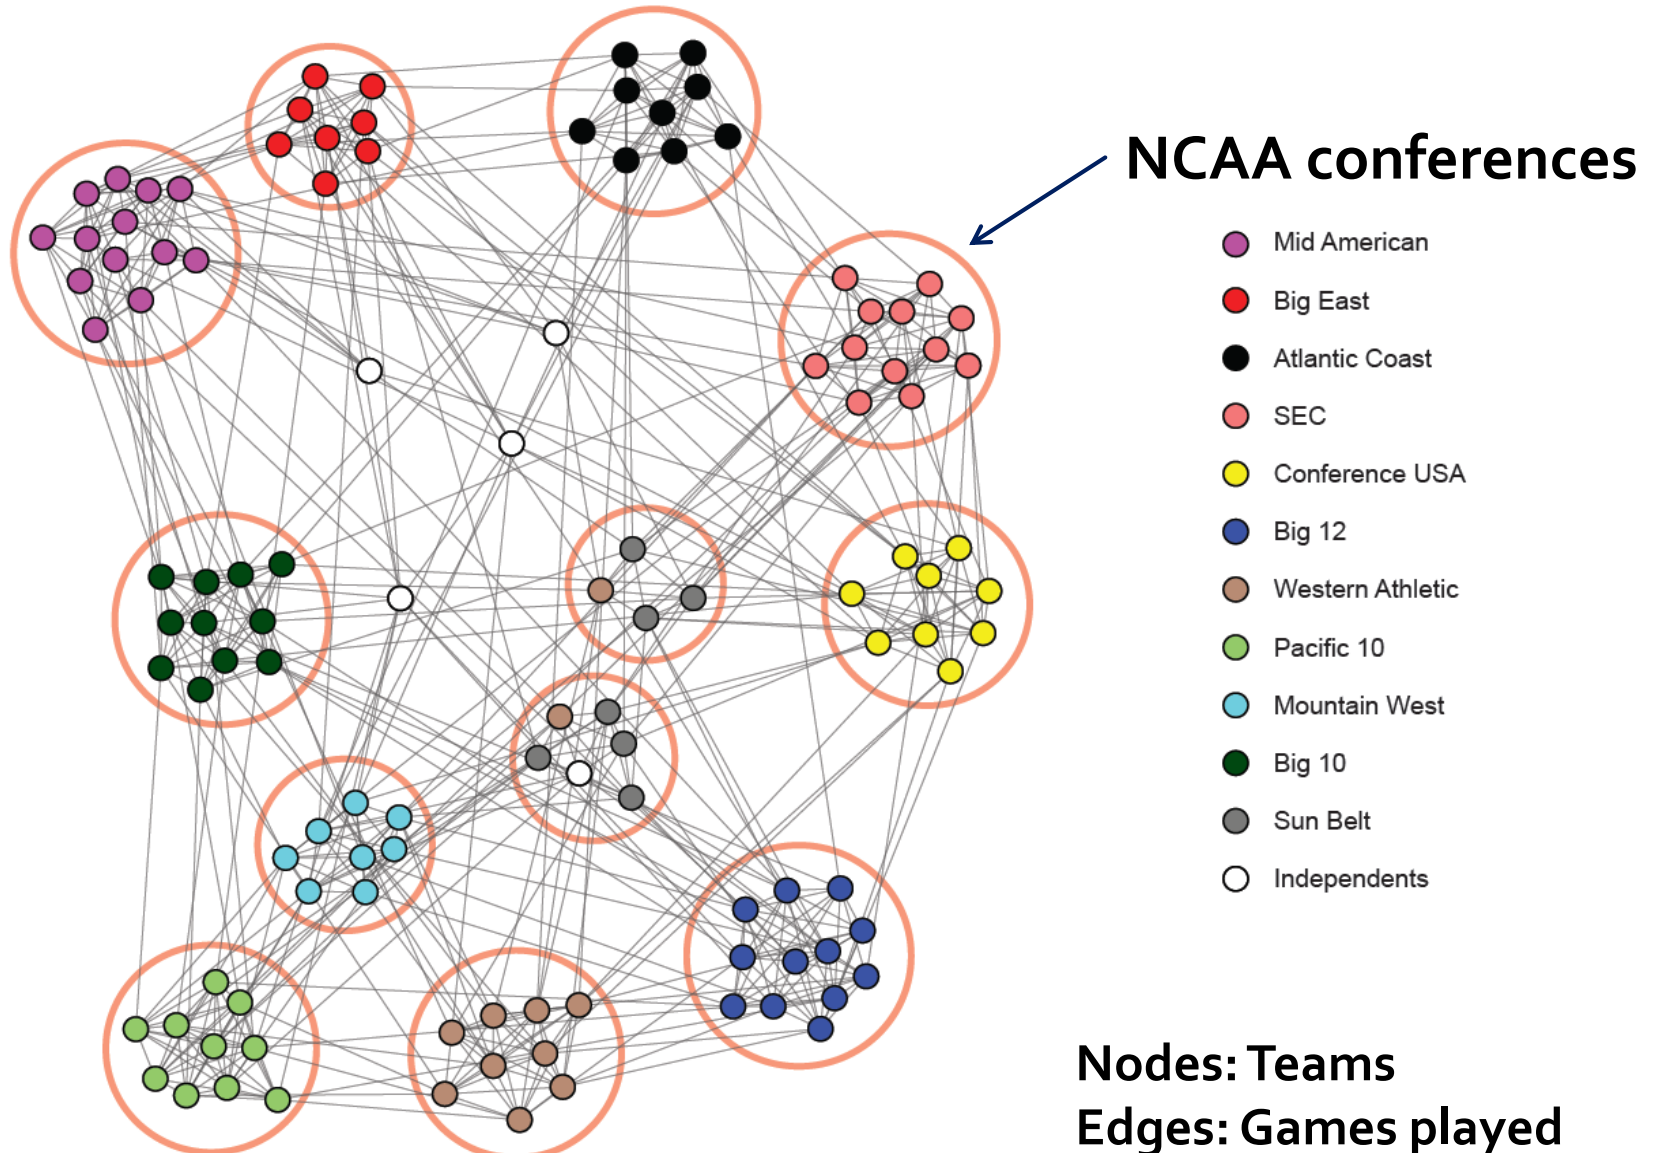 NCAA conferences
Mid American
Big East
Atlantic Coast
SEC
Conference USA
Big 12
Western Athletic
Pacific 10
Mountain West
Big 10
Sun Belt
Independents
Nodes: Teams
Edges: Games played